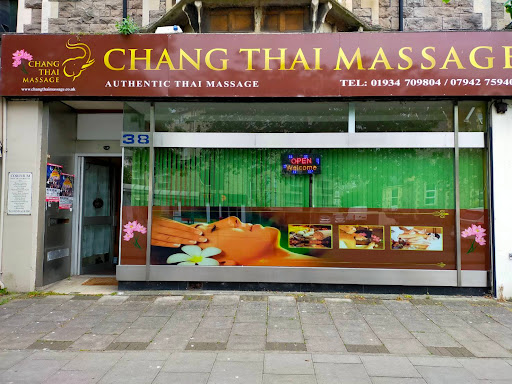 CHANG
THAI
MASSAGE
www.changthaimassage.co.uk
CHANG THAI MASSAGE
AUTHENTIC THAI MASSAGE
TEL: 01934 709804 / 07942 75940
38
OPEN
Welcome